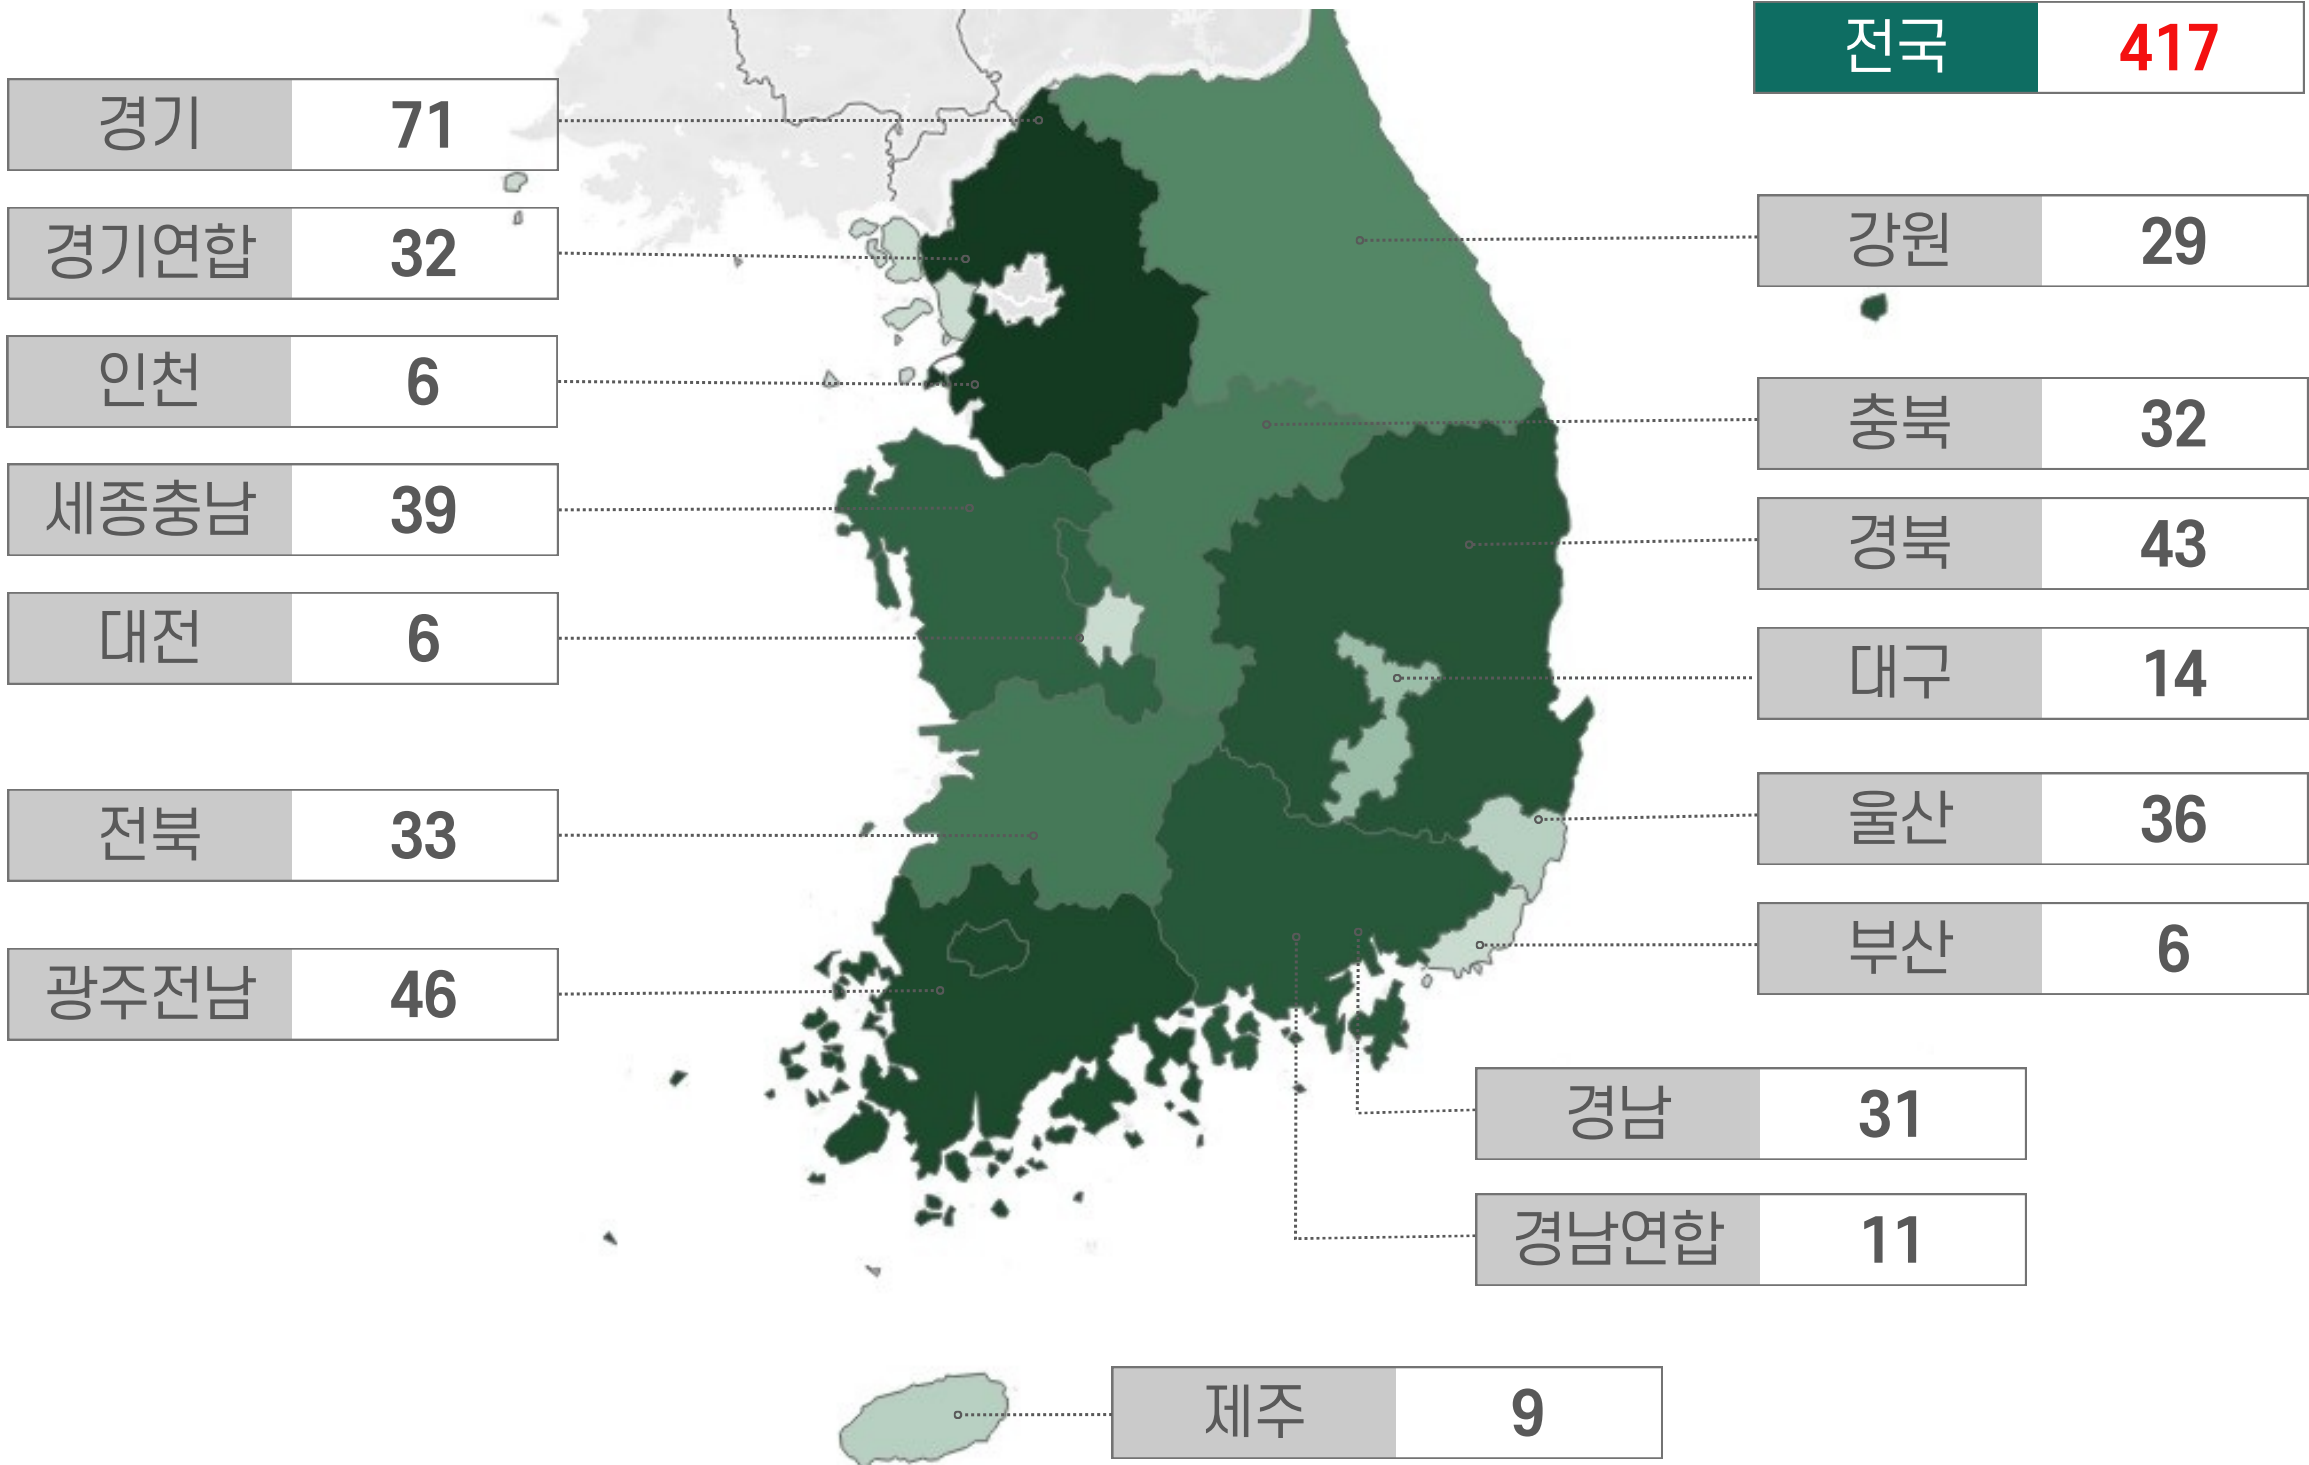 전국 417
경기 71
경기연합 32
인천 6
세종충남 39
대전 6
전북 33
광주전남 46
강원 29
충북 32
경북 43
대구 14
울산 36
부산 6
경남 31
경남연합 11
제주 9